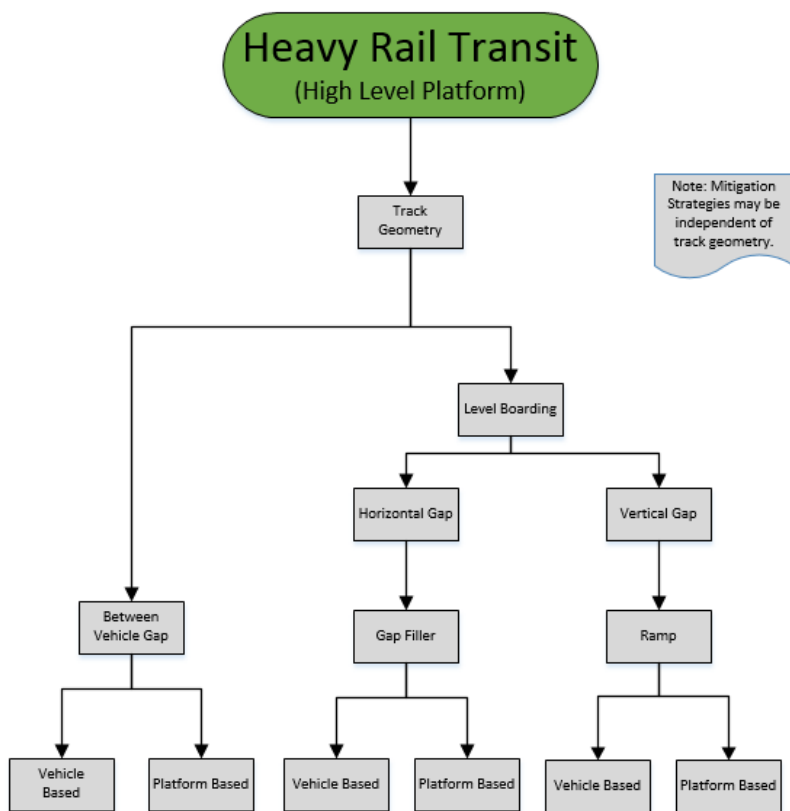 Heavy Rail Transit
(High Level Platform)
Track
Geometry
Note: Mitigation
Strategies may be
independent of
track geometry.
Level Boarding
Horizontal Gap
Vertical Gap
Between
Vehicle Gap
Gap Filler
Ramp
Vehicle
Based
Platform Based
Vehicle Based
Platform Based
Vehicle Based
Platform Based